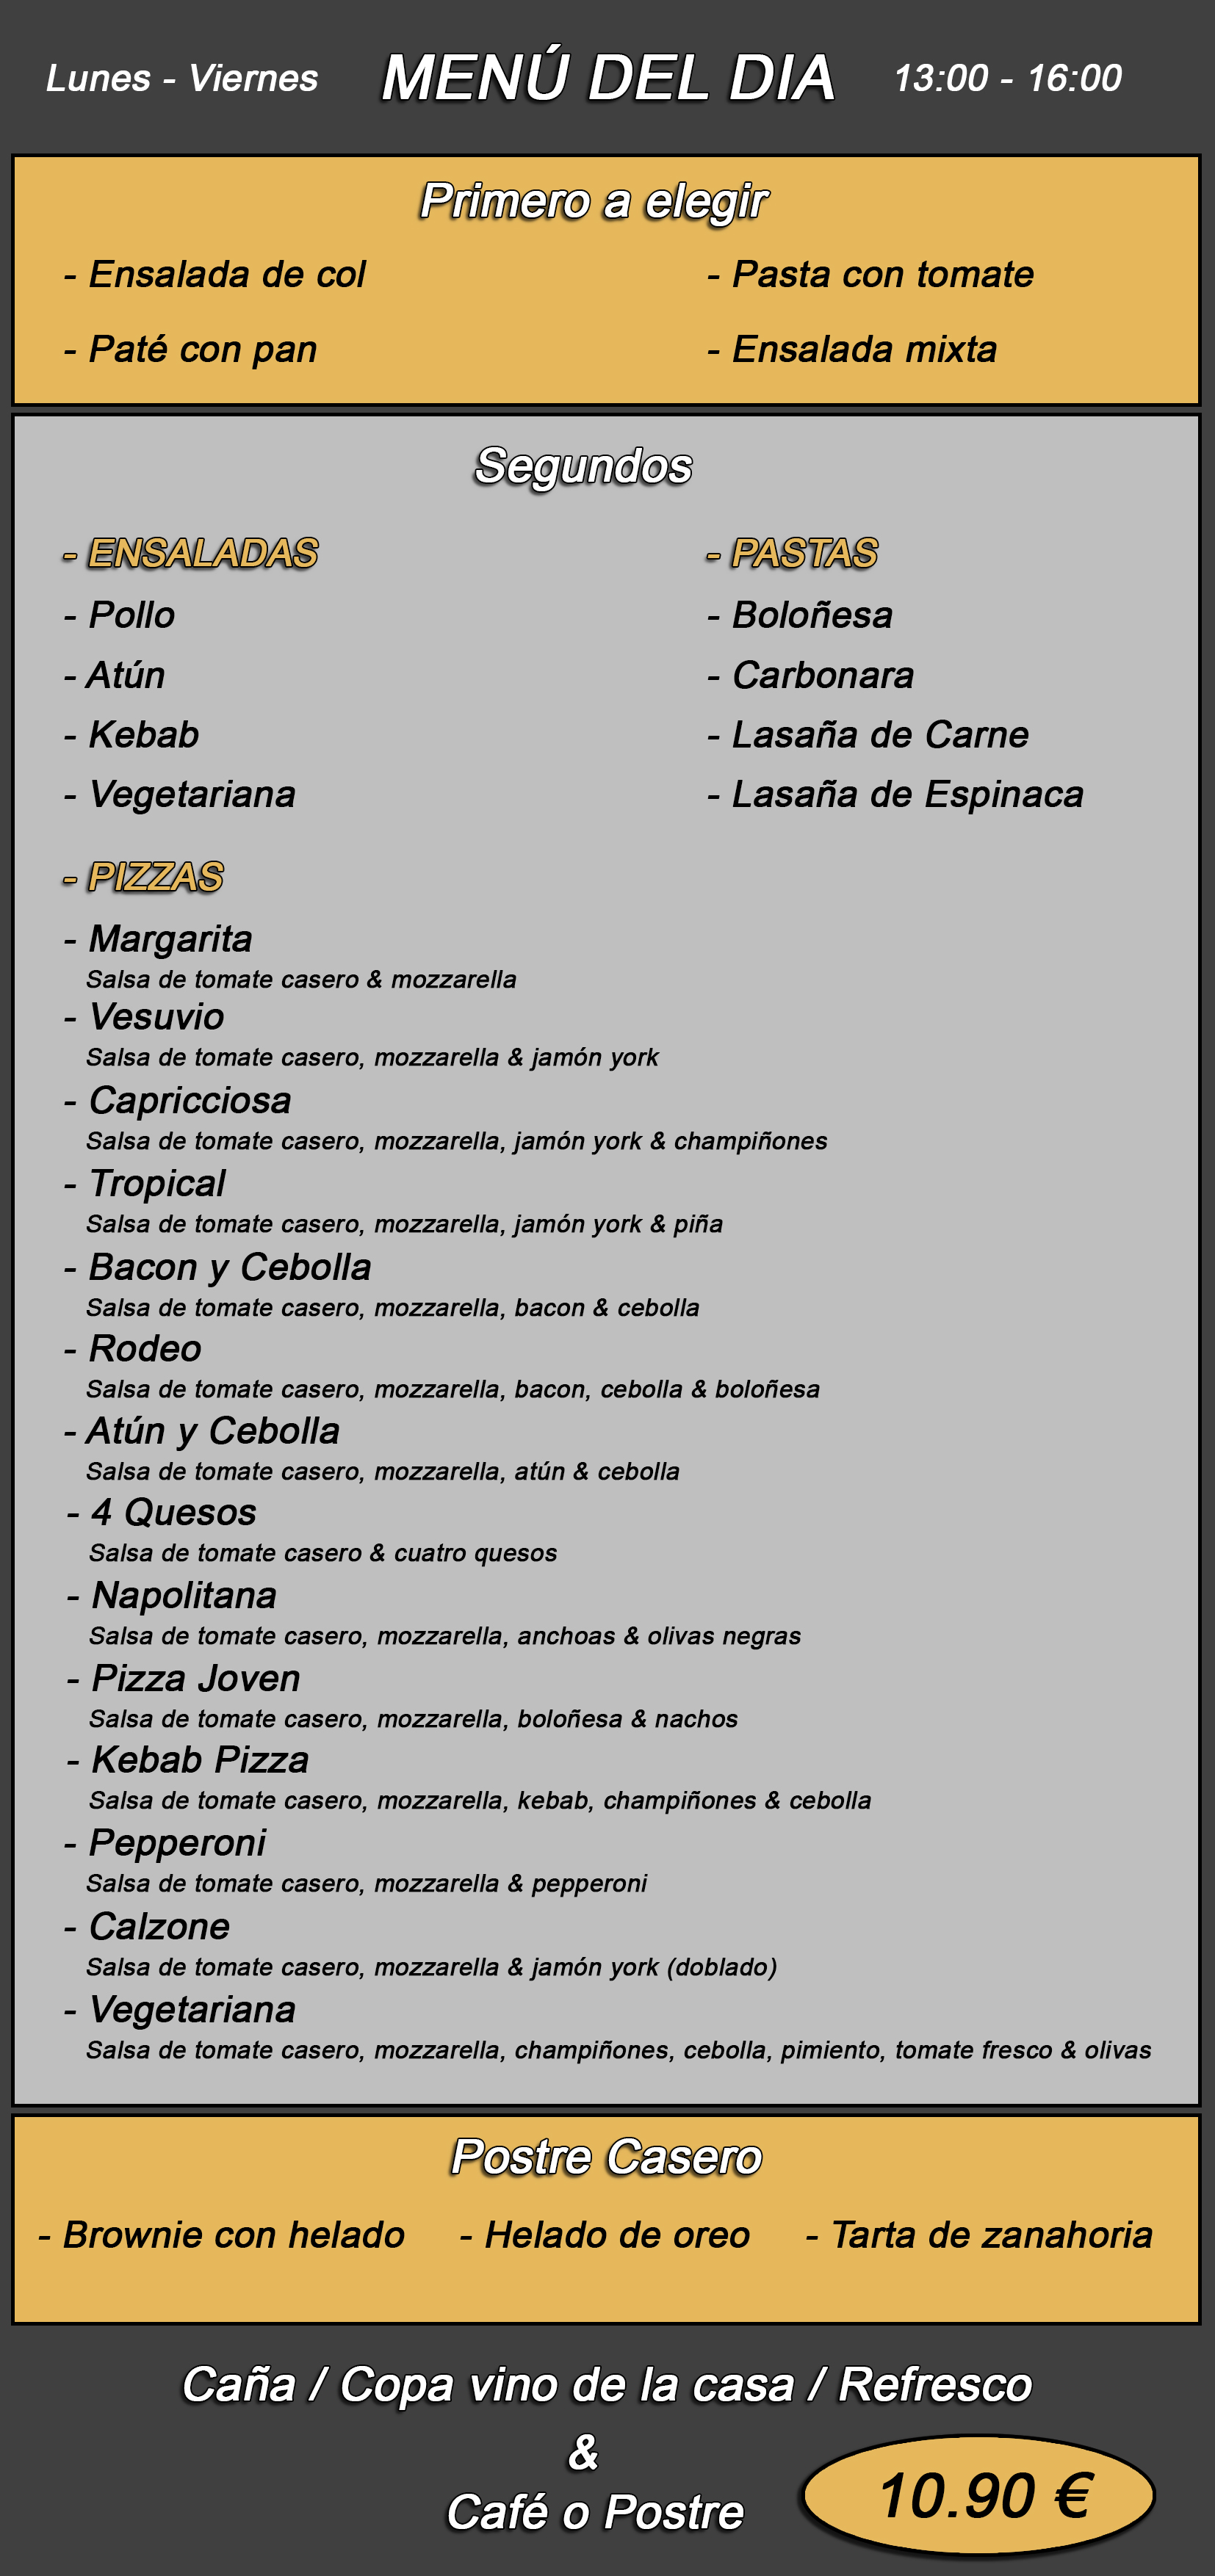 Lunes - Viernes MENÚ DEL DIA 13:00 - 16:00
Primero a elegir
- Ensalada de col
- Pasta con tomate
- Paté con pan
- Ensalada mixta
Segundos
- ENSALADAS
- Pollo
- Atún
- Kebab
- Vegetariana
- PASTAS
- Boloñesa
- Carbonara
- Lasaña de Carne
- Lasaña de Espinaca
- PIZZAS
- Margarita
Salsa de tomate casero & mozzarella
- Vesuvio
Salsa de tomate casero, mozzarella & jamón york
- Capricciosa
Salsa de tomate casero, mozzarella, jamón york & champiñones
- Tropical
Salsa de tomate casero, mozzarella, jamón york & piña
- Bacon y Cebolla
Salsa de tomate casero, mozzarella, bacon & cebolla
- Rodeo
Salsa de tomate casero, mozzarella, bacon, cebolla & boloñesa
- Atún y Cebolla
Salsa de tomate casero, mozzarella, atún & cebolla
- 4 Quesos
Salsa de tomate casero & cuatro quesos
- Napolitana
Salsa de tomate casero, mozzarella, anchoas & olivas negras
- Pizza Joven
Salsa de tomate casero, mozzarella, boloñesa & nachos
- Kebab Pizza
Salsa de tomate casero, mozzarella, kebab, champiñones & cebolla
- Pepperoni
Salsa de tomate casero, mozzarella & pepperoni
- Calzone
Salsa de tomate casero, mozzarella & jamón york (doblado)
- Vegetariana
Salsa de tomate casero, mozzarella, champiñones, cebolla, pimiento, tomate fresco & olivas
Postre Casero
- Brownie con helado - Helado de oreo - Tarta de zanahoria
Caña / Copa vino de la casa / Refresco
&
Café o Postre
10.90 €